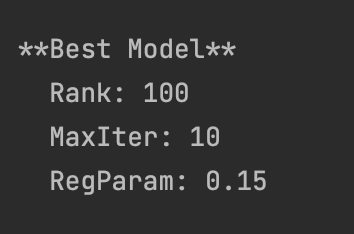 **Best Model**
Rank: 100
MaxIter: 10
RegParam: 0.15